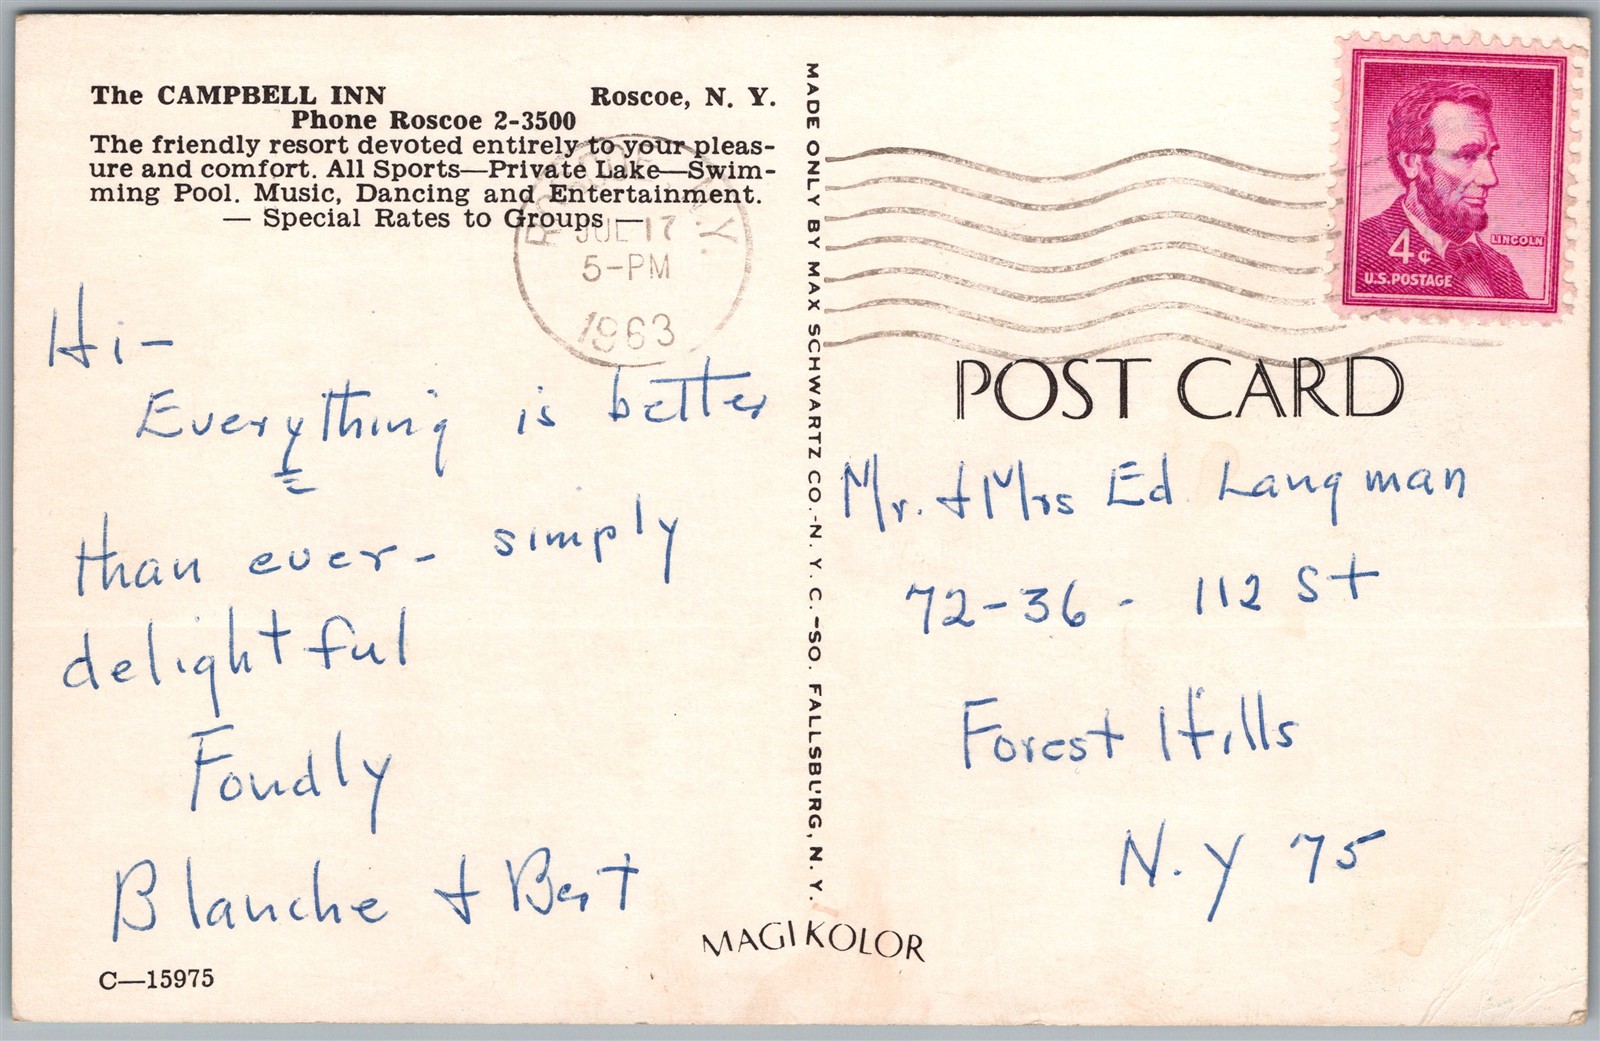 The CAMPBELL INN Roscoe, N. Y.
Phone Roscoe 2-3500
The friendly resort devoted entirely to your pleas-
ure and comfort. All Sports—Private Lake—Swim-
ming Pool. Music, Dancing and Entertainment.
— Special Rates to Groups —
ROSCOE N.Y.
JUL 17
5-PM
1963
Hi-
Everything is better
than ever- simply
delightful
Fondly
Blanche + Bert
C—15975
MADE ONLY BY MAX SCHWARTZ CO.-N. Y. C. -SO. FALLSBURG, N. Y.
MAGIKOLOR
LINCOLN
4¢
U.S. POSTAGE
POST CARD
Mr. + Mrs Ed Langman
72-36 - 112 St
Forest Hills
N.Y 75